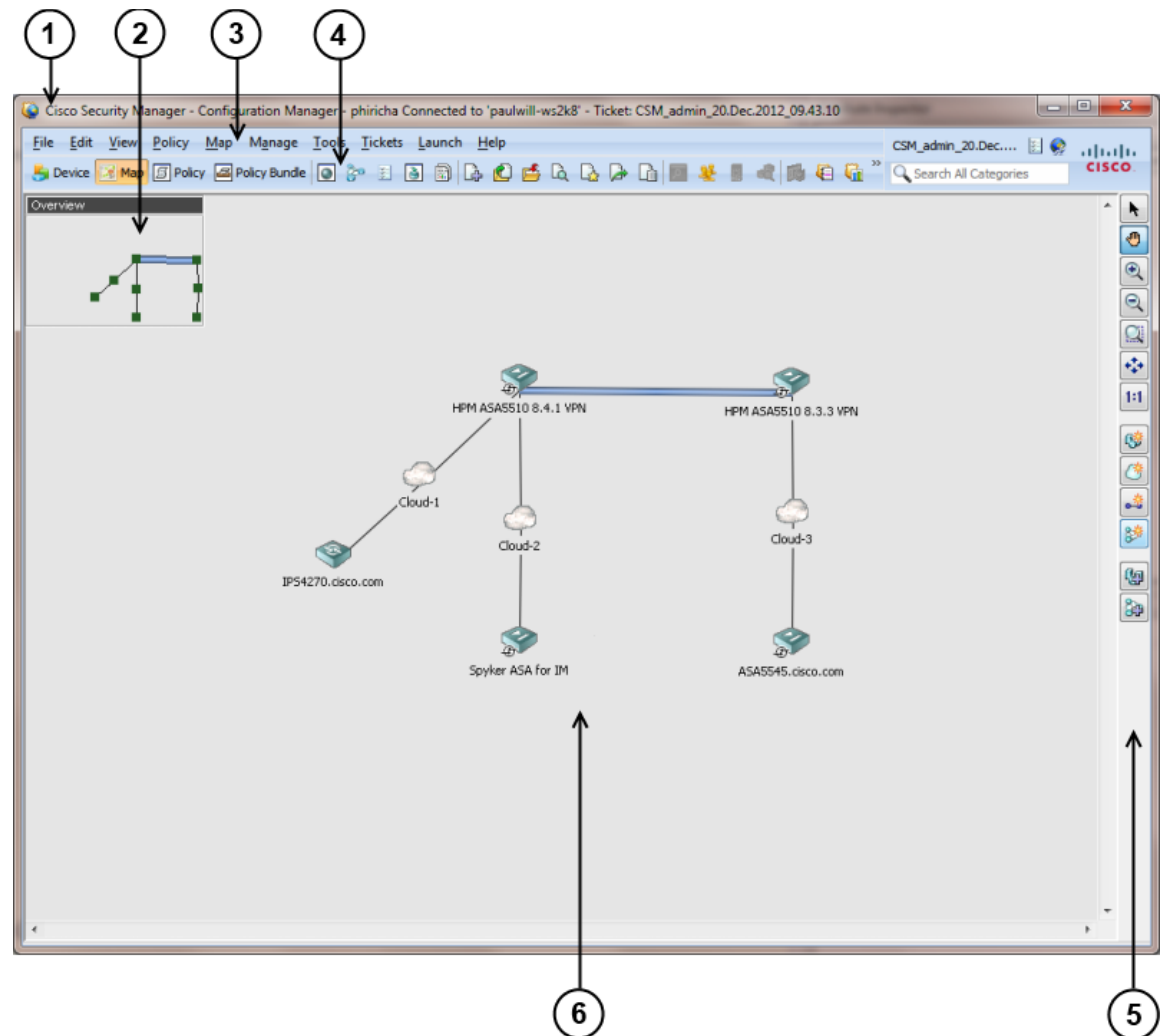 1
2
3
4
Cisco Security Manager - Configuration Manager - phiricha Connected to 'paulwill-ws2k8' - Ticket: CSM_admin_20.Dec.2012_09.43.10
File Edit View Policy Map Manage Tools Tickets Launch Help
CSM_admin_20.Dec....
Device Map Policy Policy Bundle
»
Search All Categories
CISCO
Overview
1:1
HPM ASA5510 8.4.1 VPN
HPM ASA5510 8.3.3 VPN
Cloud-1
Cloud-2
Cloud-3
IPS4270.cisco.com
Spyker ASA for IM
ASA5545.cisco.com
6
5